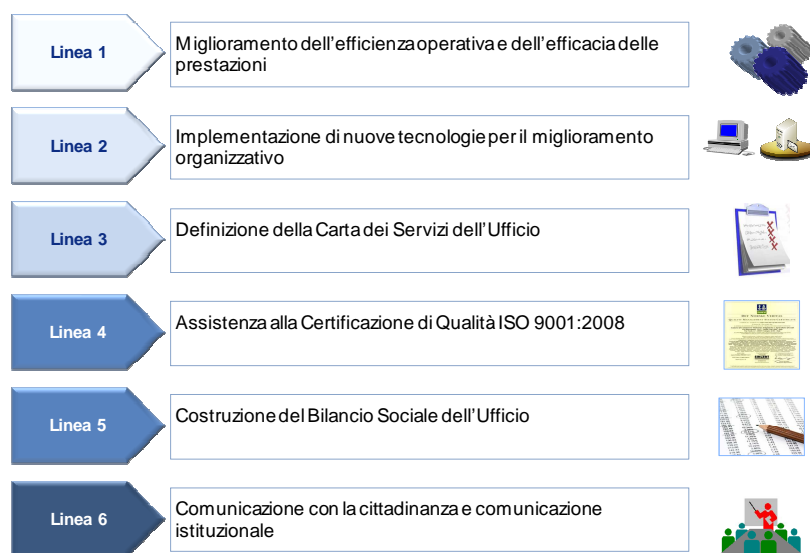 Linea 1
Miglioramento dell'efficienza operativa e dell'efficacia delle
prestazioni
Linea 2
Implementazione di nuove tecnologie per il miglioramento
organizzativo
Linea 3
Definizione della Carta dei Servizi dell'Ufficio
Linea 4
Assistenza alla Certificazione di Qualità ISO 9001:2008
Linea 5
Costruzione del Bilancio Sociale dell'Ufficio
Linea 6
Comunicazione con la cittadinanza e comunicazione
istituzionale